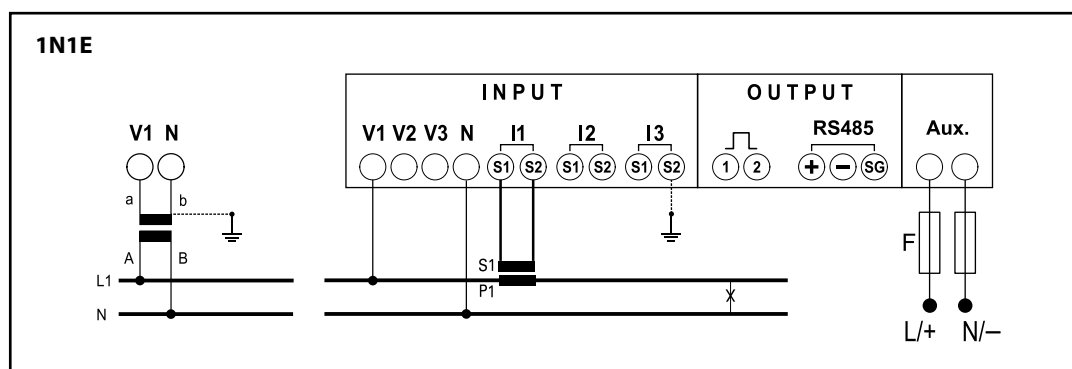 1N1E
INPUT
OUTPUT
V1 N
V1 V2 V3 N I1 I2 I3
RS485
Aux.
S1 S2 S1 S2 S1 S2
1 2
+ − SG
a b
A B
F
S1
P1
L1
N
X
L/+ N/−